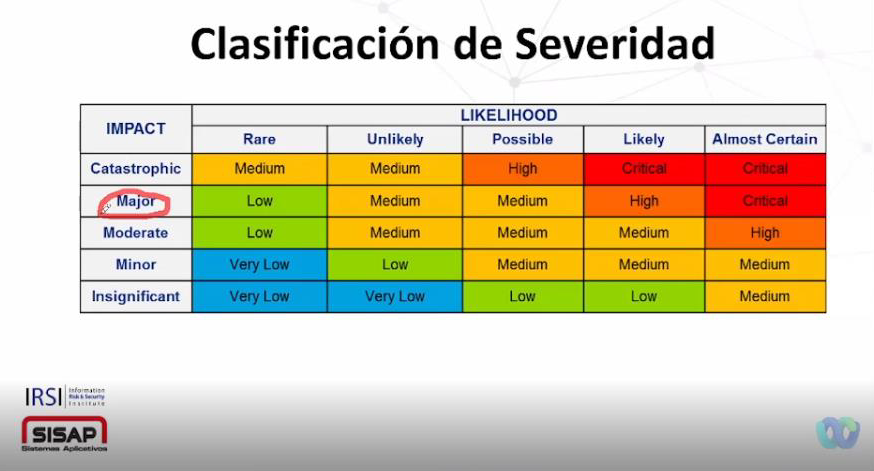 Clasificación de Severidad
IMPACT
LIKELIHOOD
Rare Unlikely Possible Likely Almost Certain
Catastrophic Medium Medium High Critical Critical
Major Low Medium Medium High Critical
Moderate Low Medium Medium Medium High
Minor Very Low Low Medium Medium Medium
Insignificant Very Low Very Low Low Low Medium
IRSI Information
Risk & Security
Institute
SISAP
Sistemas Aplicativos